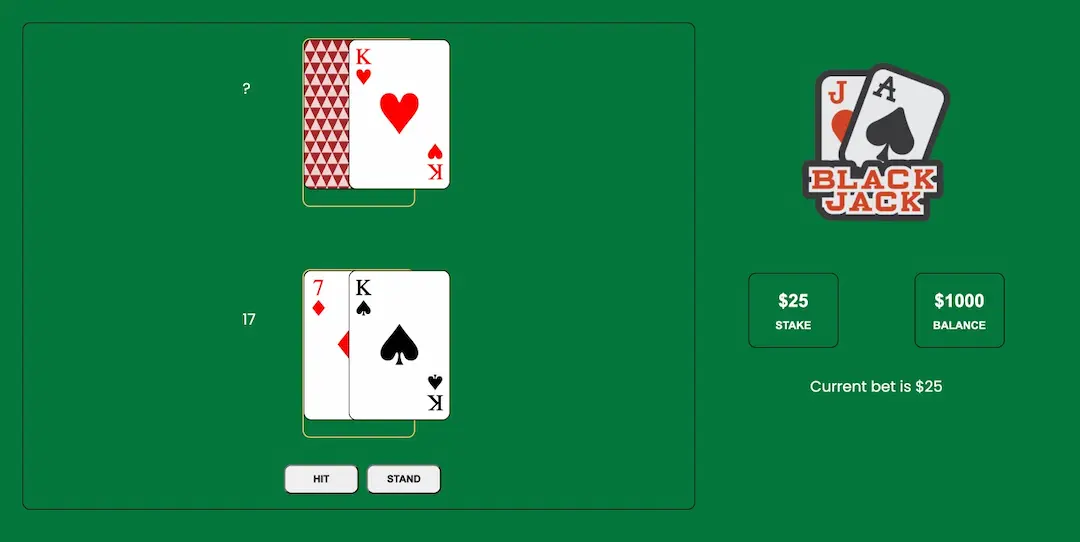 ?
K
K
17
7
K
K
HIT
STAND
J
A
BLACK
JACK
$25
STAKE
$1000
BALANCE
Current bet is $25